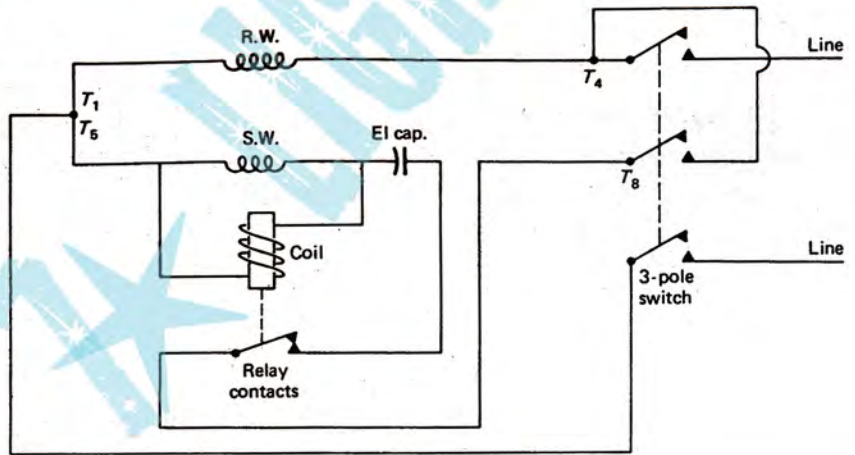 R.W.
Line
T4
T1
T5
S.W.
El cap.
T8
Line
Coil
3-pole
switch
Relay
contacts